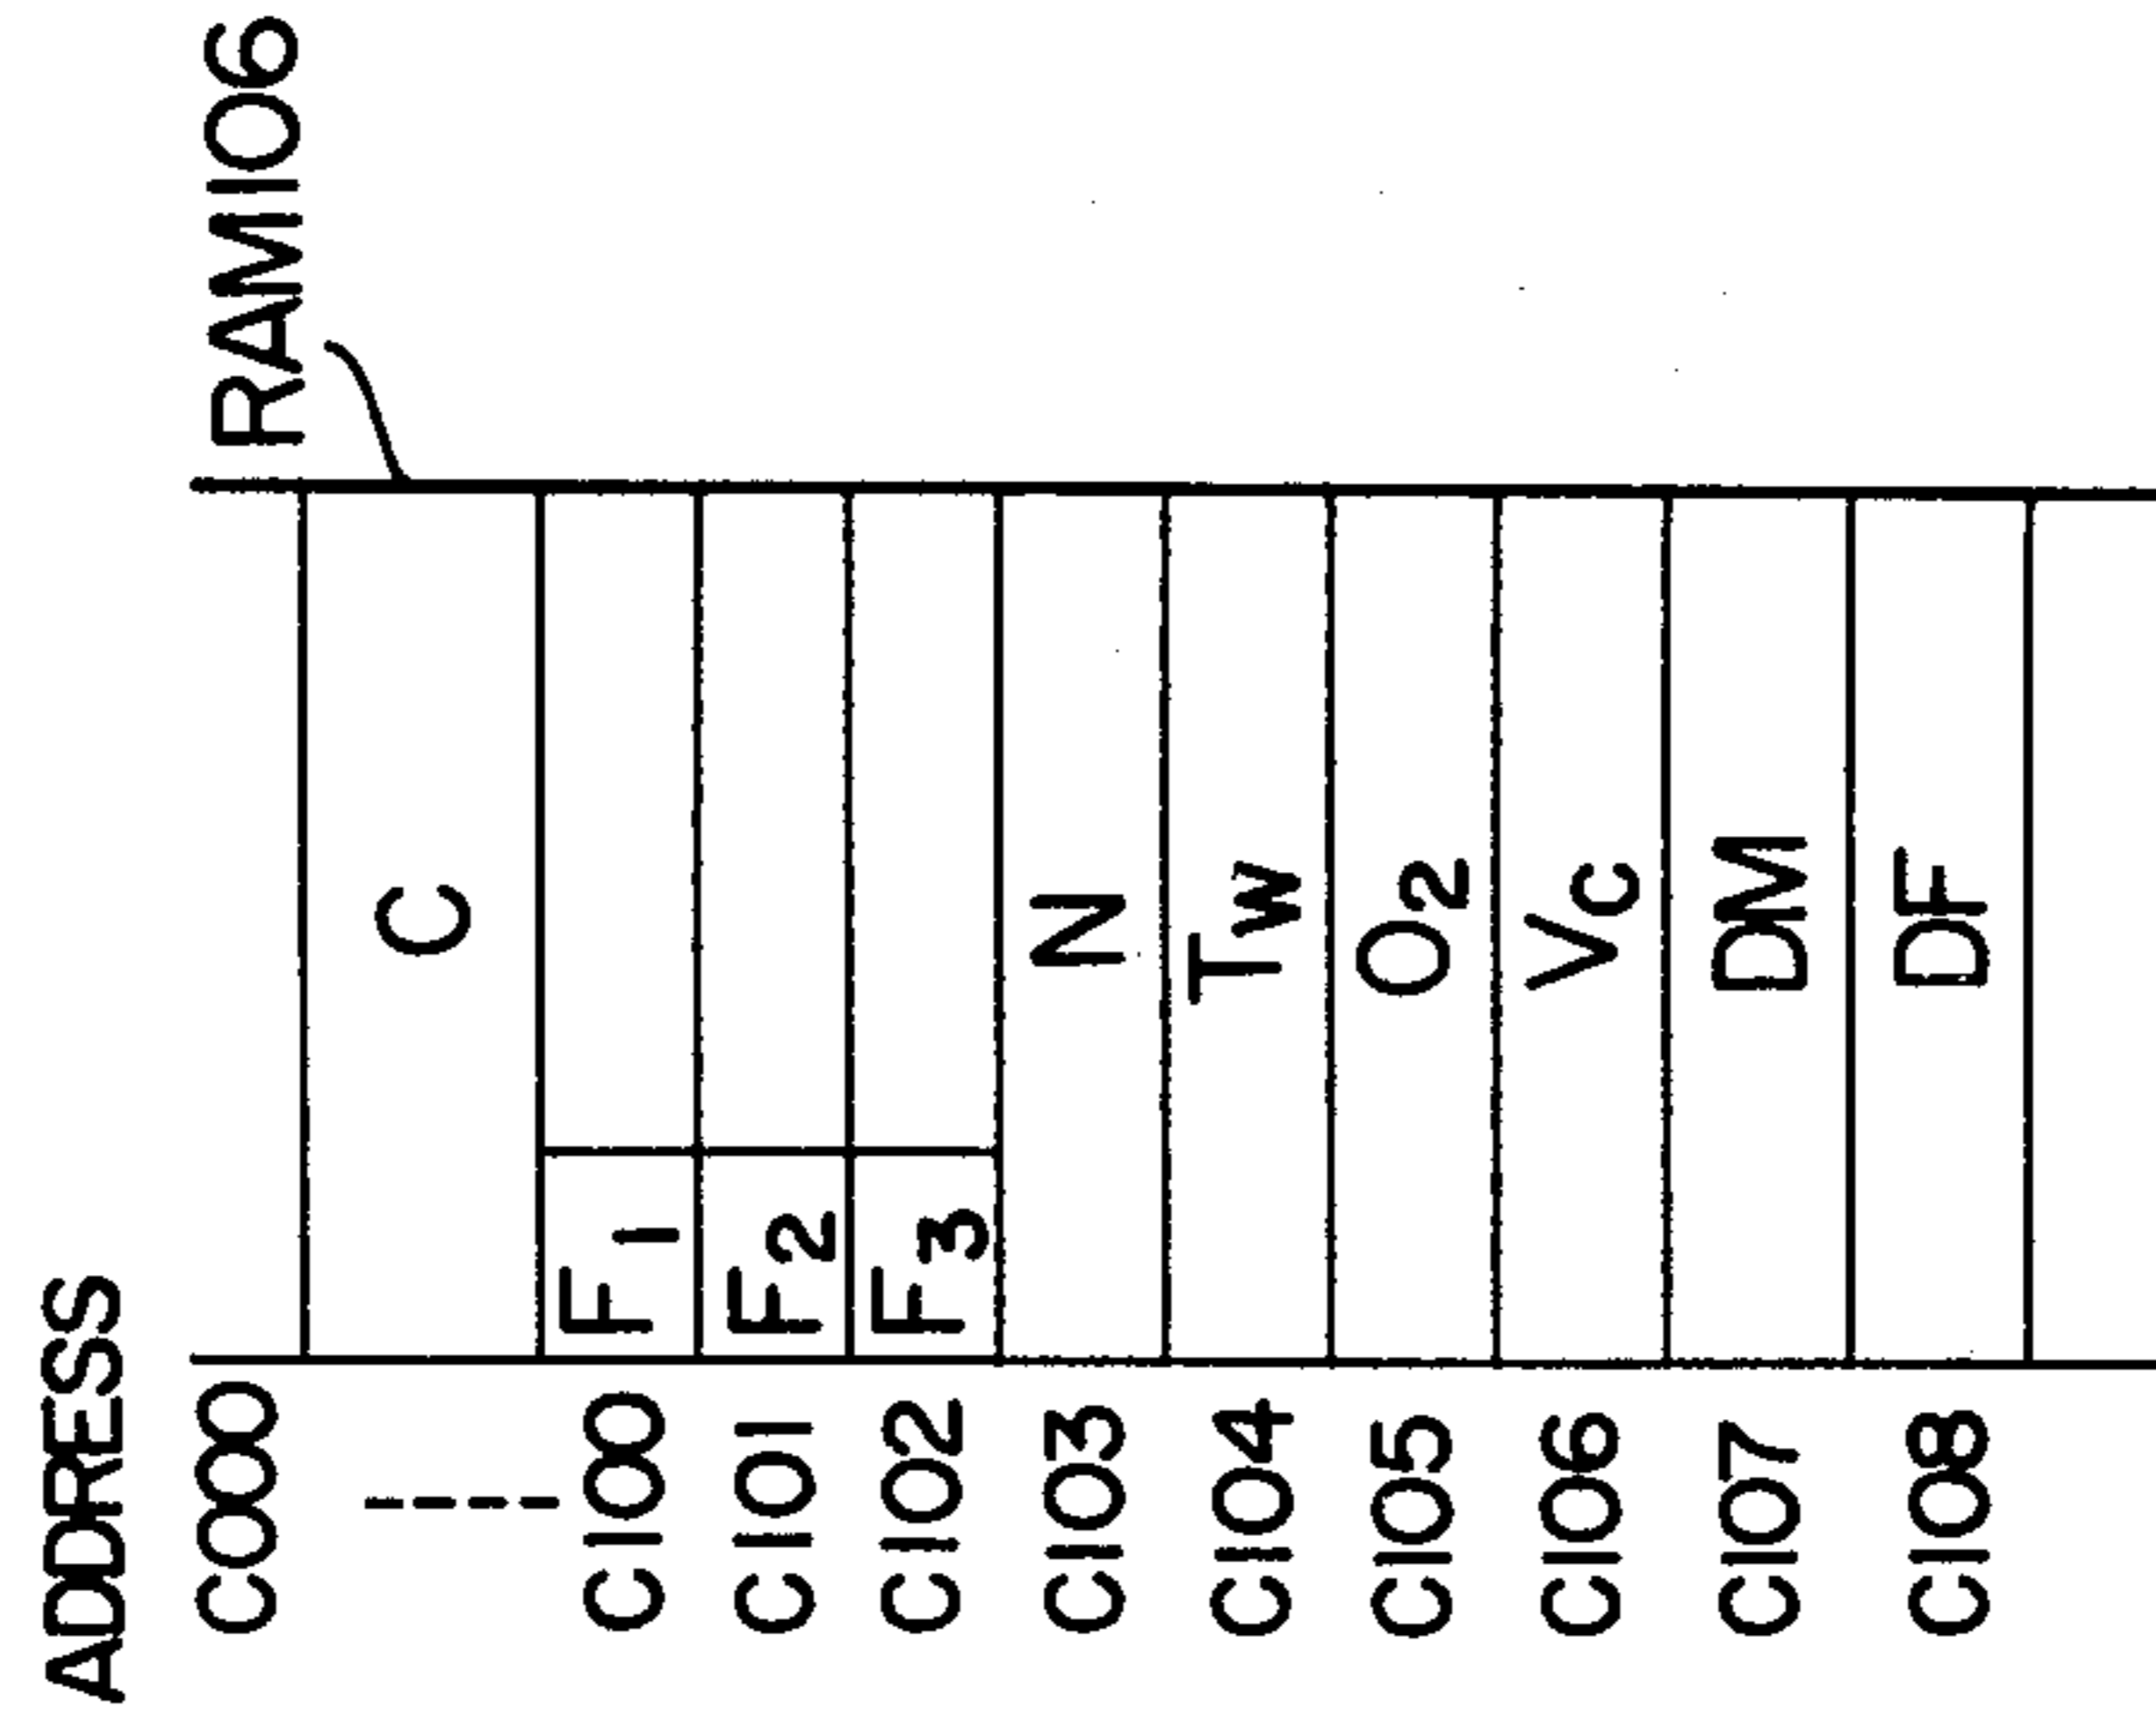 ADDRESS
RAM106
C000
C
C100 F1
C101 F2
C102 F3
C103 N
C104 Tw
C105 O2
C106 Vc
C107 DM
C108 DF